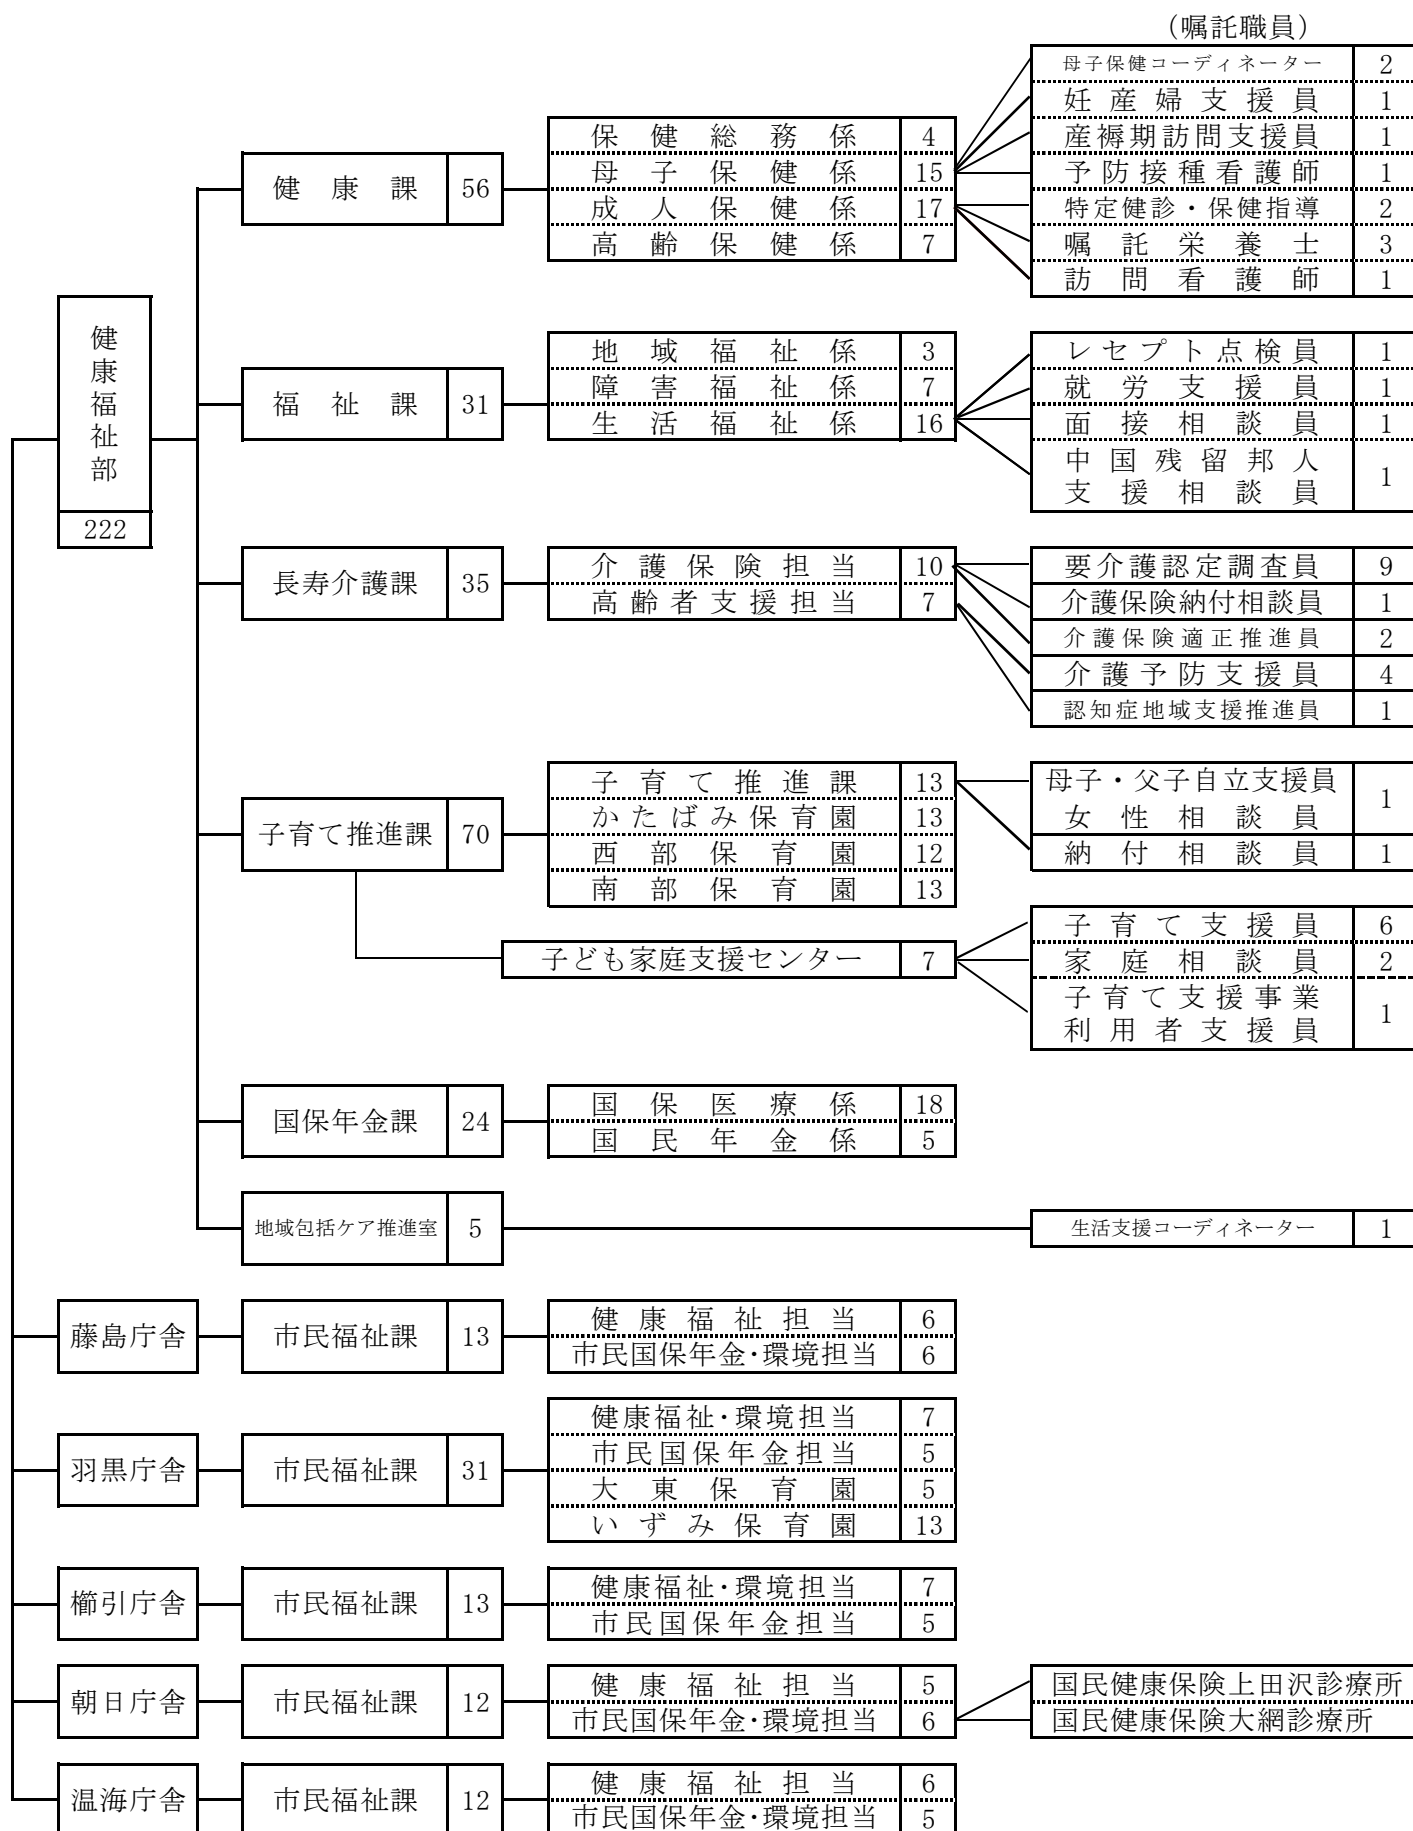 (嘱託職員)
母子保健コーディネーター 2
妊産婦支援員 1
産褥期訪問支援員 1
予防接種看護師 1
特定健診・保健指導 2
嘱託栄養士 3
訪問看護師 1
保健総務係 4
母子保健係 15
成人保健係 17
高齢保健係 7
健康課 56
健康福祉部
222
福祉課 31
地域福祉係 3
障害福祉係 7
生活福祉係 16
レセプト点検員 1
就労支援員 1
面接相談員 1
中国残留邦人
支援相談員 1
長寿介護課 35
介護保険担当 10
高齢者支援担当 7
要介護認定調査員 9
介護保険納付相談員 1
介護保険適正推進員 2
介護予防支援員 4
認知症地域支援推進員 1
子育て推進課 70
子育て推進課 13
かたばみ保育園 13
西部保育園 12
南部保育園 13
母子・父子自立支援員
女性相談員 1
納付相談員 1
子ども家庭支援センター 7
子育て支援員 6
家庭相談員 2
子育て支援事業
利用者支援員 1
国保年金課 24
国保医療係 18
国民年金係 5
地域包括ケア推進室 5
生活支援コーディネーター 1
藤島庁舎 市民福祉課 13
健康福祉担当 6
市民国保年金・環境担当 6
羽黒庁舎 市民福祉課 31
健康福祉・環境担当 7
市民国保年金担当 5
大東保育園 5
いずみ保育園 13
櫛引庁舎 市民福祉課 13
健康福祉・環境担当 7
市民国保年金担当 5
朝日庁舎 市民福祉課 12
健康福祉担当 5
市民国保年金・環境担当 6
国民健康保険上田沢診療所
国民健康保険大網診療所
温海庁舎 市民福祉課 12
健康福祉担当 6
市民国保年金・環境担当 5